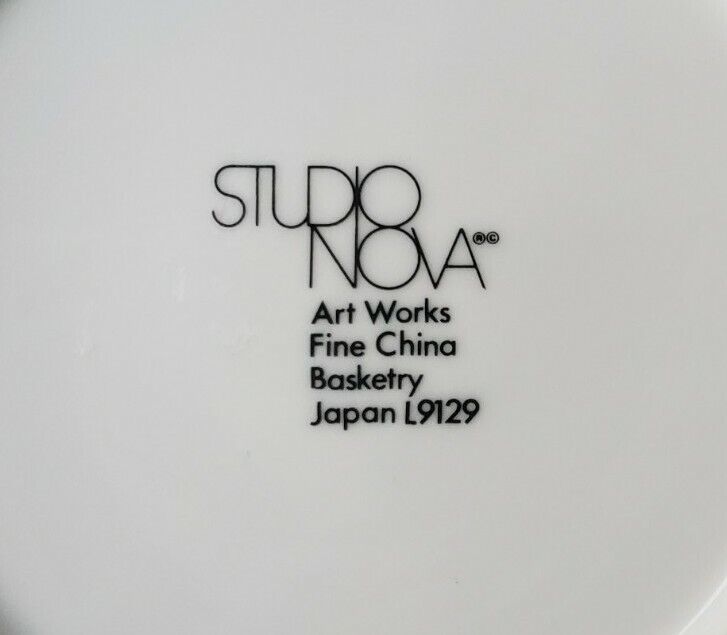 STUDIO
NOVA®©
Art Works
Fine China
Basketry
Japan L9129